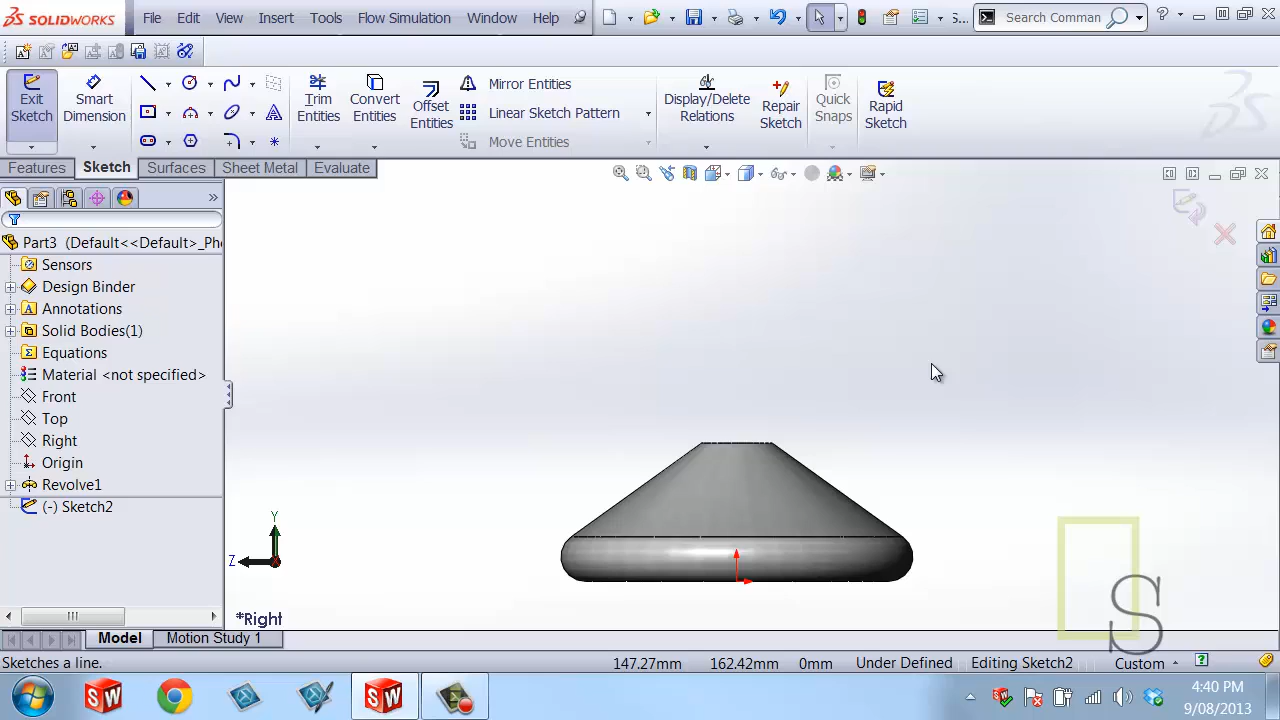 SOLIDWORKS File Edit View Insert Tools Flow Simulation Window Help S... Search Comman
Exit Sketch
Smart Dimension
Trim Entities
Convert Entities
Offset Entities
Mirror Entities
Linear Sketch Pattern
Move Entities
Display/Delete Relations
Repair Sketch
Quick Snaps
Rapid Sketch
Features Sketch Surfaces Sheet Metal Evaluate
Part3 (Default<<Default>_Ph
Sensors
Design Binder
Annotations
Solid Bodies(1)
Equations
Material <not specified>
Front
Top
Right
Origin
Revolve1
(-) Sketch2
Y
Z
*Right
S
Model Motion Study 1
Sketches a line. 147.27mm 162.42mm 0mm Under Defined Editing Sketch2 Custom
4:40 PM
9/08/2013